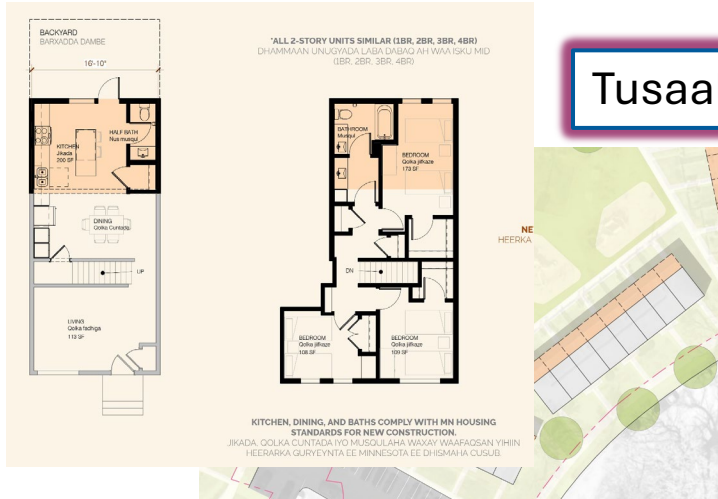 BACKYARD
BARXADDA DAMBE
16'-10"
KITCHEN
Jikada
200 SF
HALF BATH
Nus musqul
DINING
Qolka Cuntada
UP
LIVING
Qolka fadhiga
113 SF
*ALL 2-STORY UNITS SIMILAR (1BR, 2BR, 3BR, 4BR)
DHAMMAAN UNUGYADA LABA DABAQ AH WAA ISKU MID
(1BR, 2BR, 3BR, 4BR)
BATHROOM
Musqul
BEDROOM
Qolka jiifkaze
173 SF
DN
BEDROOM
Qolka jiifkaze
108 SF
BEDROOM
Qolka jiifkaze
109 SF
KITCHEN, DINING, AND BATHS COMPLY WITH MN HOUSING
STANDARDS FOR NEW CONSTRUCTION.
JIKADA, QOLKA CUNTADA IYO MUSQULAHA WAXAY WAAFAQSAN YIHIIN
HEERARKA GURYEYNTA EE MINNESOTA EE DHISMAHA CUSUB.
Tusaa
NE
HEERKA